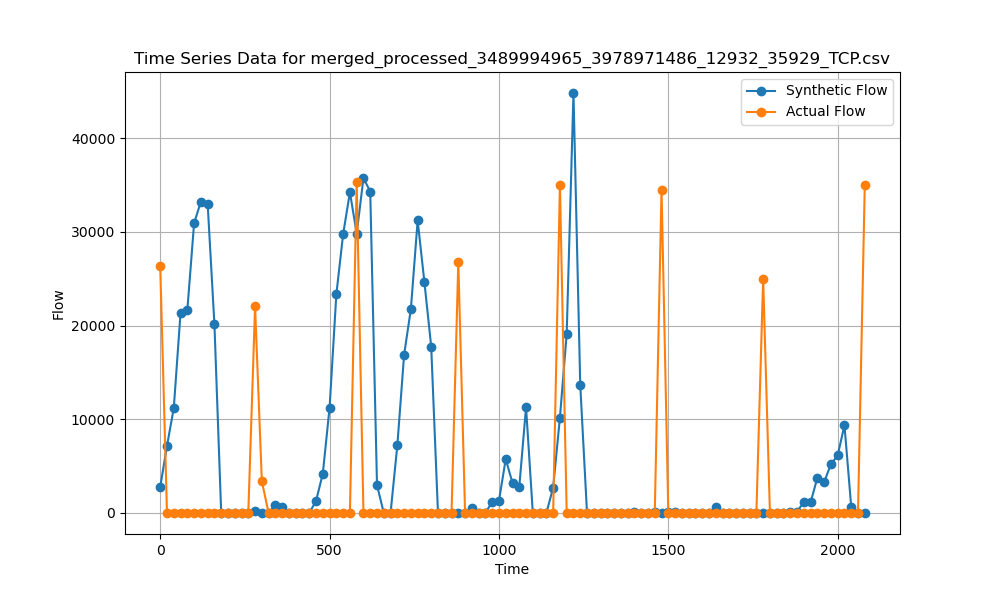 Time Series Data for merged_processed_3489994965_3978971486_12932_35929_TCP.csv
Synthetic Flow
Actual Flow
Flow
40000
30000
20000
10000
0
0 500 1000 1500 2000
Time